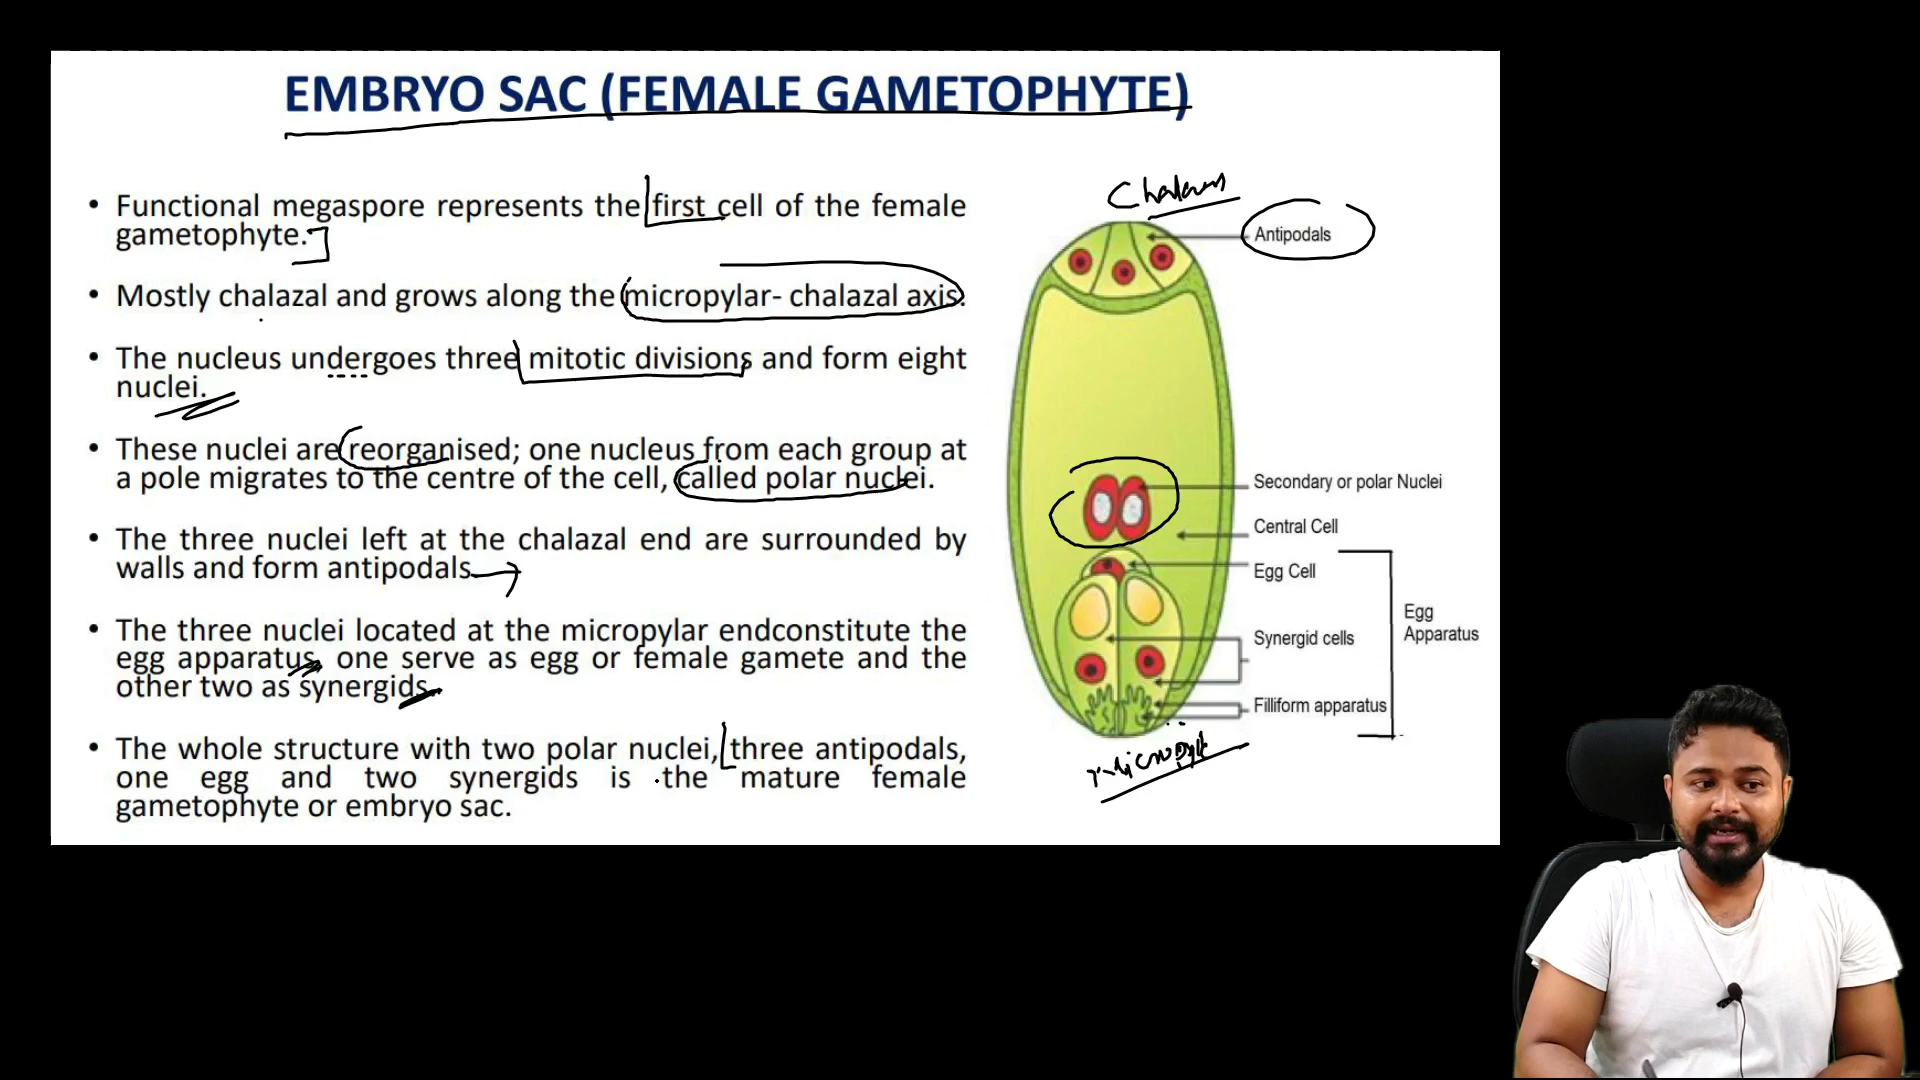 EMBRYO SAC (FEMALE GAMETOPHYTE)
• Functional megaspore represents the first cell of the female
gametophyte.
• Mostly chalazal and grows along the micropylar- chalazal axis.
• The nucleus undergoes three mitotic divisions and form eight
nuclei.
• These nuclei are reorganised; one nucleus from each group at
a pole migrates to the centre of the cell, called polar nuclei.
• The three nuclei left at the chalazal end are surrounded by
walls and form antipodals.
• The three nuclei located at the micropylar endconstitute the
egg apparatus, one serve as egg or female gamete and the
other two as synergids.
• The whole structure with two polar nuclei, three antipodals,
one egg and two synergids is the mature female
gametophyte or embryo sac.
Antipodals
Secondary or polar Nuclei
Central Cell
Egg Cell
Synergid cells
Filliform apparatus
Egg
Apparatus